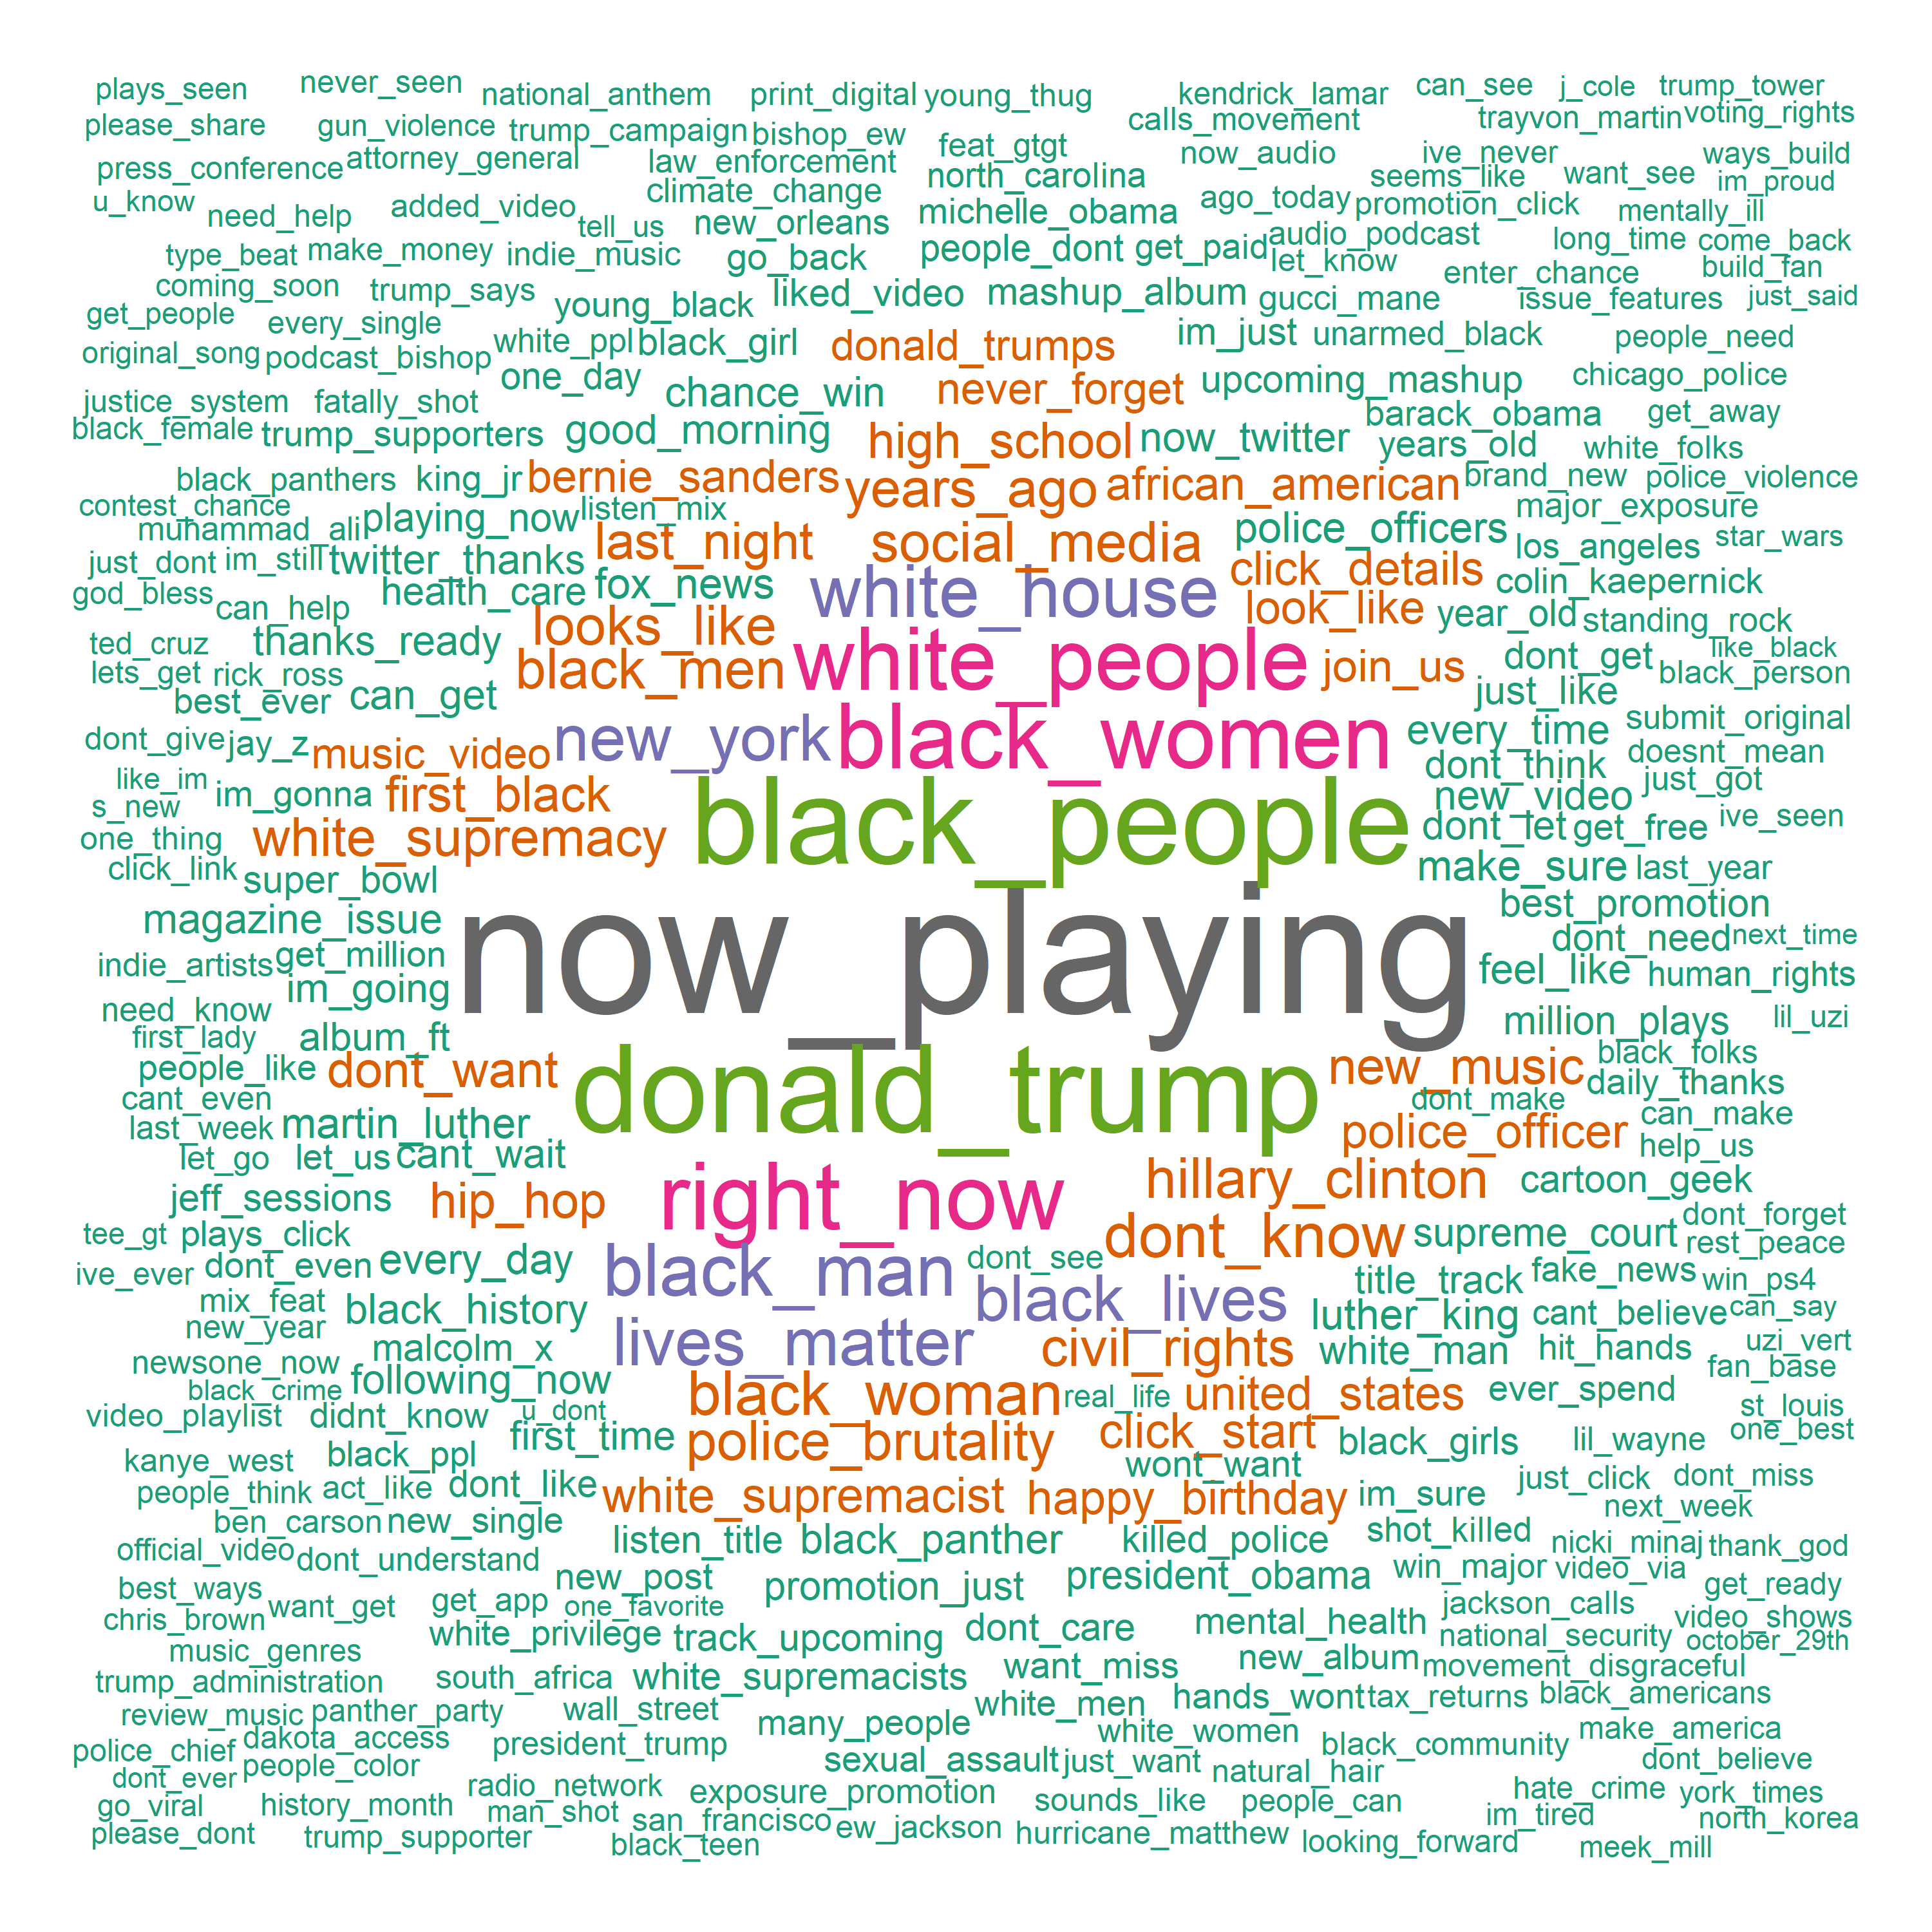 plays_seen never_seen national_anthem print_digital young_thug kendrick_lamar can_see j_cole trump_tower
please_share gun_violence trump_campaign bishop_ew calls_movement trayvon_martin voting_rights
press_conference attorney_general law_enforcement feat_gtgt now_audio ive_never ways_build
u_know need_help added_video climate_change north_carolina ago_today seems_like want_see im_proud
tell_us new_orleans michelle_obama promotion_click mentally_ill
type_beat make_money indie_music go_back people_dont get_paid audio_podcast long_time come_back
coming_soon trump_says young_black liked_video mashup_album let_know enter_chance build_fan
get_people every_single gucci_mane issue_features just_said
original_song podcast_bishop white_ppl black_girl donald_trumps im_just unarmed_black people_need
justice_system fatally_shot one_day chance_win never_forget upcoming_mashup chicago_police
black_female trump_supporters good_morning high_school now_twitter barack_obama years_old get_away white_folks
black_panthers king_jr bernie_sanders years_ago african_american brand_new police_violence
contest_chance muhammad_ali playing_now listen_mix last_night social_media police_officers major_exposure
just_dont im_still twitter_thanks fox_news white_house click_details los_angeles star_wars
god_bless can_help health_care looks_like look_like colin_kaepernick
ted_cruz thanks_ready black_men white_people join_us year_old standing_rock dont_get like_black
lets_get rick_ross best_ever can_get just_like black_person
dont_give jay_z music_video new_york black_women every_time submit_original
like_im im_gonna first_black dont_think doesnt_mean just_got
s_new new_video
one_thing white_supremacy black_people dont_let get_free ive_seen
click_link super_bowl make_sure last_year
magazine_issue now_playing best_promotion
indie_artists get_million dont_need next_time
need_know im_going feel_like human_rights
first_lady album_ft million_plays lil_uzi
people_like dont_want donald_trump new_music black_folks daily_thanks
cant_even dont_make can_make
last_week martin_luther police_officer help_us
let_go let_us cant_wait
jeff_sessions hip_hop right_now hillary_clinton cartoon_geek
tee_gt plays_click dont_know supreme_court dont_forget rest_peace
ive_ever dont_even every_day black_man dont_see title_track fake_news win_ps4
mix_feat black_history black_lives luther_king cant_believe can_say
new_year malcolm_x lives_matter civil_rights white_man hit_hands uzi_vert
newsone_now following_now fan_base
black_crime black_woman real_life united_states ever_spend
video_playlist didnt_know u_dont first_time police_brutality click_start black_girls lil_wayne st_louis one_best
kanye_west black_ppl wont_want just_click dont_miss
people_think act_like dont_like white_supremacist happy_birthday im_sure next_week
ben_carson new_single listen_title black_panther killed_police shot_killed nicki_minaj thank_god
official_video dont_understand new_post promotion_just president_obama win_major video_via get_ready
best_ways want_get get_app one_favorite
chris_brown white_privilege track_upcoming dont_care mental_health jackson_calls video_shows
music_genres national_security october_29th
trump_administration south_africa white_supremacists want_miss new_album movement_disgraceful
review_music panther_party wall_street many_people white_men hands_wont tax_returns black_americans
police_chief dakota_access president_trump white_women black_community make_america
dont_ever people_color sexual_assault just_want natural_hair dont_believe
go_viral history_month radio_network exposure_promotion sounds_like people_can hate_crime york_times
please_dont trump_supporter man_shot san_francisco ew_jackson hurricane_matthew looking_forward im_tired north_korea
black_teen meek_mill